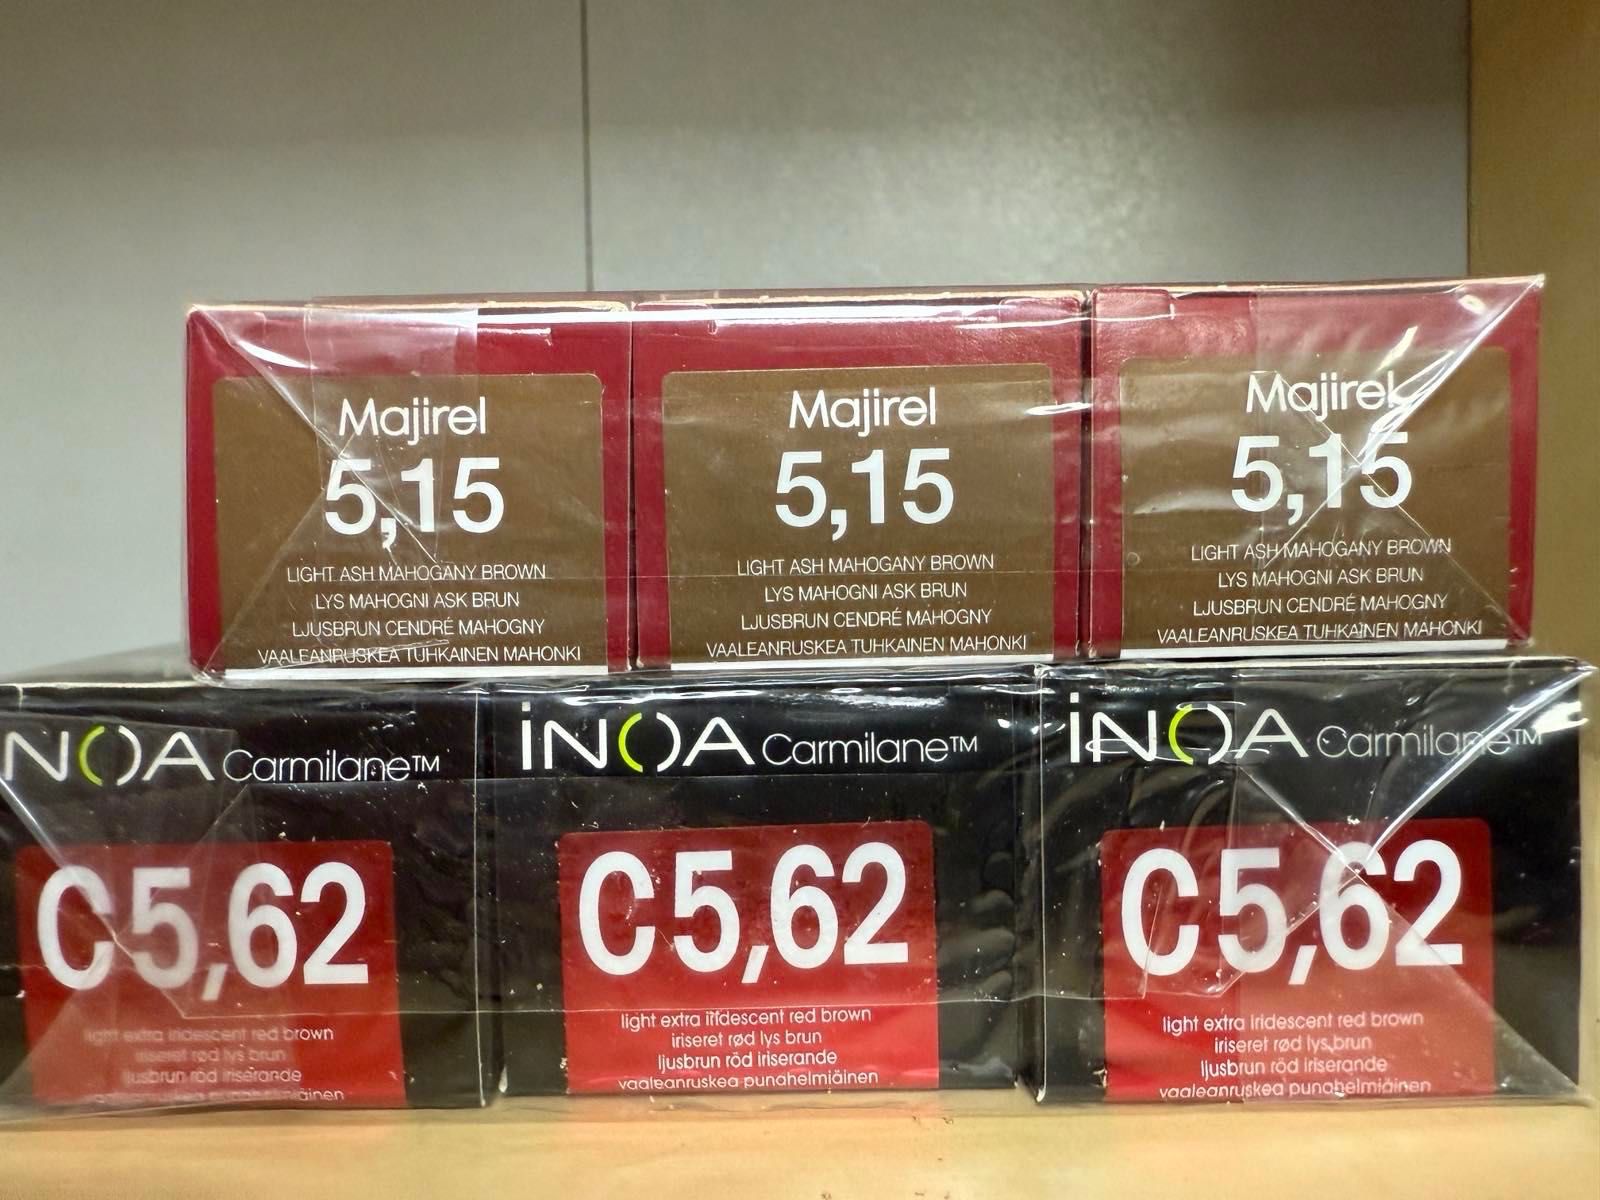 Majirel
5,15
LIGHT ASH MAHOGANY BROWN
LYS MAHOGNI ASK BRUN
LJUSBRUN CENDRÉ MAHOGNY
VAALEANRUSKEA TUHKAINEN MAHONKI
Majirel
5,15
LIGHT ASH MAHOGANY BROWN
LYS MAHOGNI ASK BRUN
LJUSBRUN CENDRÉ MAHOGNY
VAALEANRUSKEA TUHKAINEN MAHONKI
Majirel
5,15
LIGHT ASH MAHOGANY BROWN
LYS MAHOGNI ASK BRUN
LJUSBRUN CENDRÉ MAHOGNY
VAALEANRUSKEA TUHKAINEN MAHONKI
NOA Carmilane™
C5,62
light extra iridescent red brown
iriseret rød lys brun
ljusbrun röd iriserande
vaaleanruskea punahelmiäinen
iNOA Carmilane™
C5,62
light extra iridescent red brown
iriseret rød lys brun
ljusbrun röd iriserande
vaaleanruskea punahelmiäinen
iNOA Carmilane™
C5,62
light extra iridescent red brown
iriseret rød lys brun
ljusbrun röd iriserande
vaaleanruskea punahelmiäinen